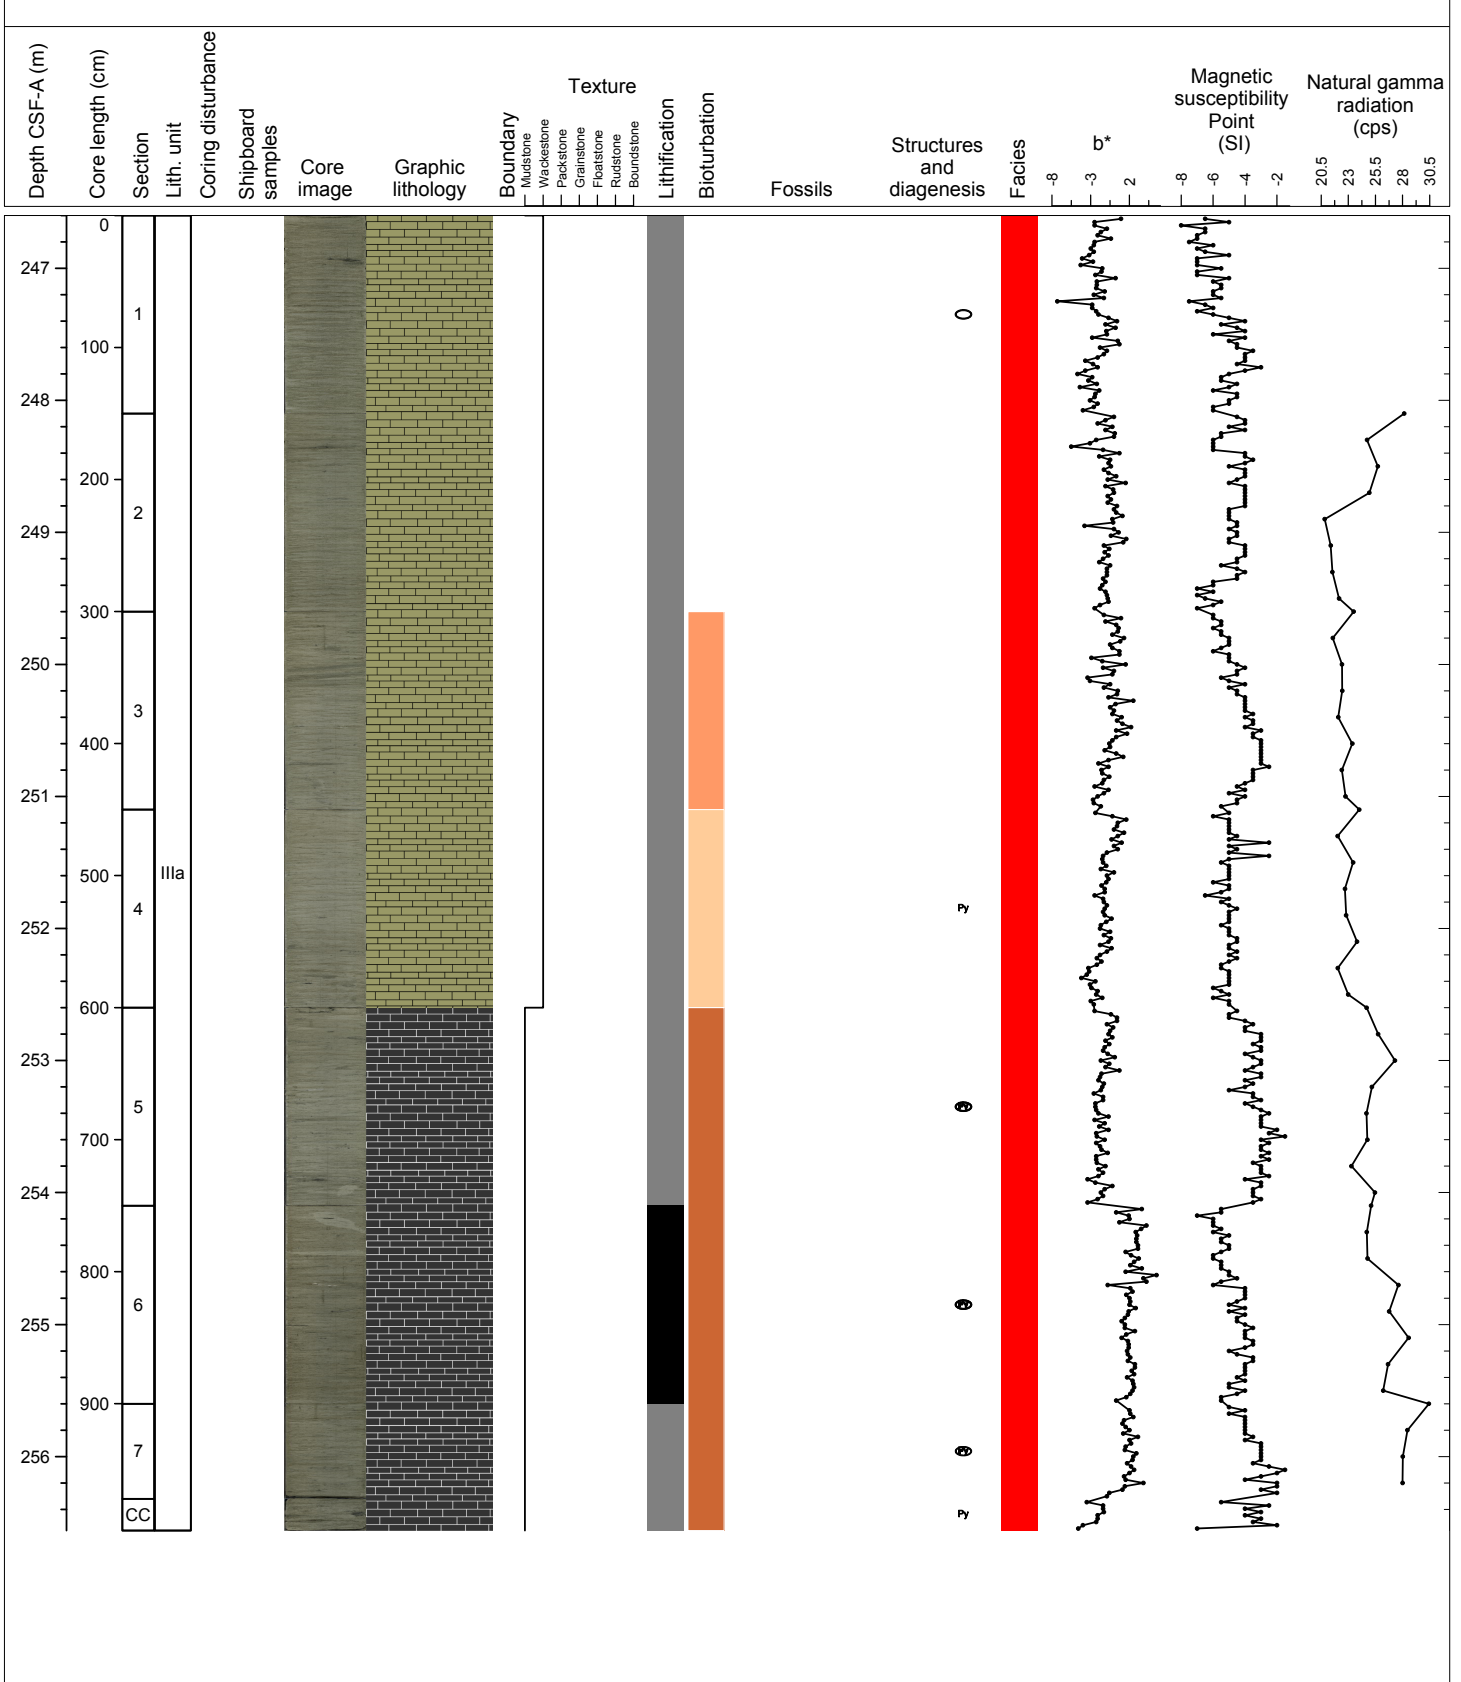 Depth CSF-A (m)
Core length (cm)
Section
Lith. unit
Coring disturbance
Shipboard
samples
Core
image
Graphic
lithology
Boundary
Texture
Mudstone
Wackestone
Packstone
Grainstone
Floatstone
Rudstone
Boundstone
Lithification
Bioturbation
Fossils
Structures
and
diagenesis
Facies
b*
-8 -3 2
Magnetic
susceptibility
Point
(SI)
-8 -6 -4 -2
Natural gamma
radiation
(cps)
20.5 23 25.5 28 30.5
0
247
1
100
248
200
2
249
300
250
3
400
251
IIIa
500
4
Py
252
600
253
5
Py
700
254
800
6
Py
255
900
7
Py
256
CC
Py